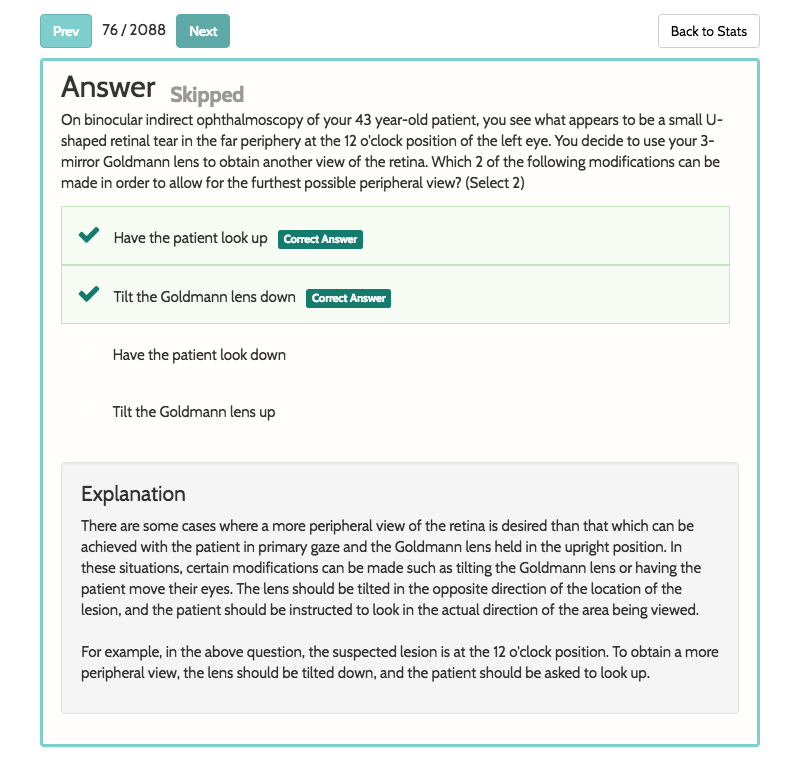 Prev 76 / 2088 Next Back to Stats
Answer Skipped
On binocular indirect ophthalmoscopy of your 43 year-old patient, you see what appears to be a small U-
shaped retinal tear in the far periphery at the 12 o'clock position of the left eye. You decide to use your 3-
mirror Goldmann lens to obtain another view of the retina. Which 2 of the following modifications can be
made in order to allow for the furthest possible peripheral view? (Select 2)
Have the patient look up Correct Answer
Tilt the Goldmann lens down Correct Answer
Have the patient look down
Tilt the Goldmann lens up
Explanation
There are some cases where a more peripheral view of the retina is desired than that which can be
achieved with the patient in primary gaze and the Goldmann lens held in the upright position. In
these situations, certain modifications can be made such as tilting the Goldmann lens or having the
patient move their eyes. The lens should be tilted in the opposite direction of the location of the
lesion, and the patient should be instructed to look in the actual direction of the area being viewed.
For example, in the above question, the suspected lesion is at the 12 o'clock position. To obtain a more
peripheral view, the lens should be tilted down, and the patient should be asked to look up.